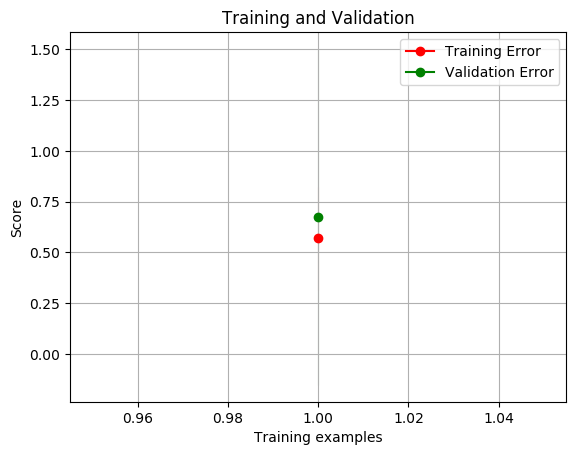 Training and Validation
Training Error
Validation Error
1.50
1.25
1.00
0.75
0.50
0.25
0.00
Score
0.96
0.98
1.00
1.02
1.04
Training examples